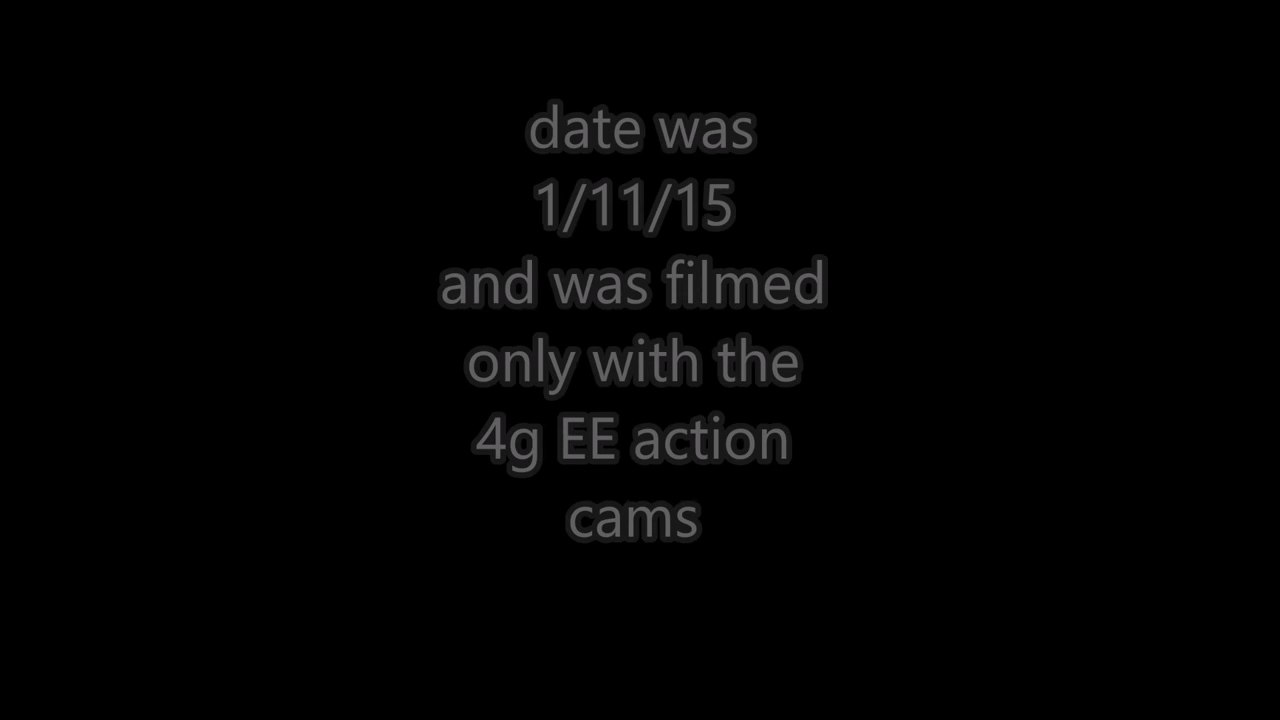 date was
1/11/15
and was filmed
only with the
4g EE action
cams